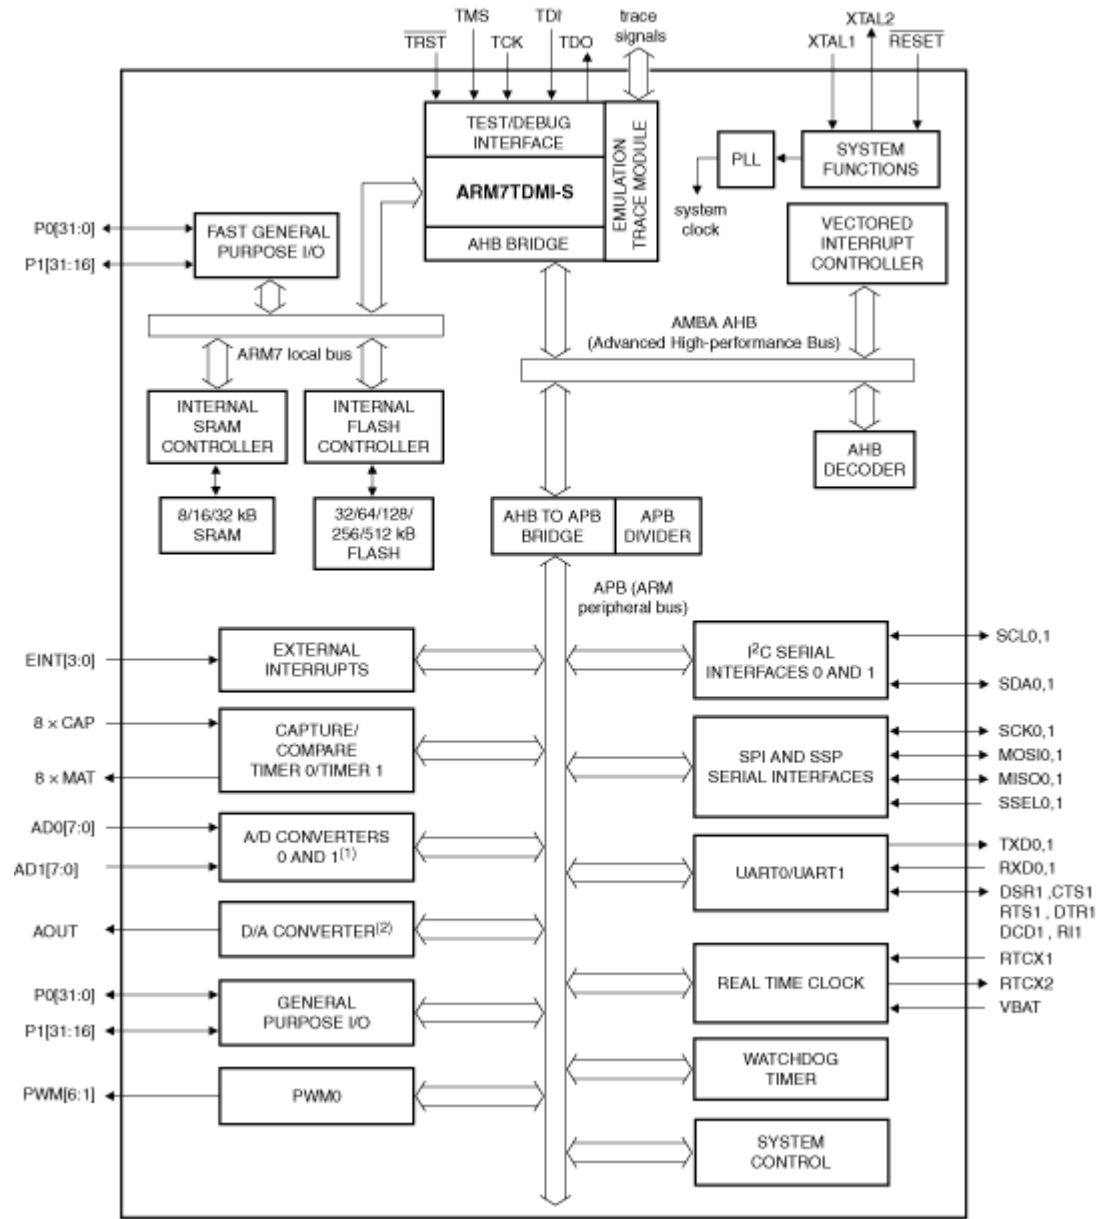 TMS
TDI
trace
signals
XTAL2
TRST
TCK
TDO
XTAL1
RESET
TEST/DEBUG
INTERFACE
ARM7TDMI-S
AHB BRIDGE
EMULATION
TRACE MODULE
PLL
SYSTEM
FUNCTIONS
system
clock
VECTORED
INTERRUPT
CONTROLLER
P0[31:0]
P1[31:16]
FAST GENERAL
PURPOSE I/O
ARM7 local bus
AMBA AHB
(Advanced High-performance Bus)
INTERNAL
SRAM
CONTROLLER
INTERNAL
FLASH
CONTROLLER
AHB
DECODER
8/16/32 kB
SRAM
32/64/128/
256/512 kB
FLASH
AHB TO APB
BRIDGE
APB
DIVIDER
APB (ARM
peripheral bus)
EINT[3:0]
EXTERNAL
INTERRUPTS
I²C SERIAL
INTERFACES 0 AND 1
SCL0,1
SDA0,1
8 × CAP
8 × MAT
CAPTURE/
COMPARE
TIMER 0/TIMER 1
SPI AND SSP
SERIAL INTERFACES
SCK0,1
MOSI0,1
MISO0,1
SSEL0,1
AD0[7:0]
AD1[7:0]
A/D CONVERTERS
0 AND 1(1)
UART0/UART1
TXD0,1
RXD0,1
DSR1 ,CTS1
RTS1 , DTR1
DCD1 , RI1
AOUT
D/A CONVERTER(2)
P0[31:0]
P1[31:16]
GENERAL
PURPOSE I/O
REAL TIME CLOCK
RTCX1
RTCX2
VBAT
PWM[6:1]
PWM0
WATCHDOG
TIMER
SYSTEM
CONTROL